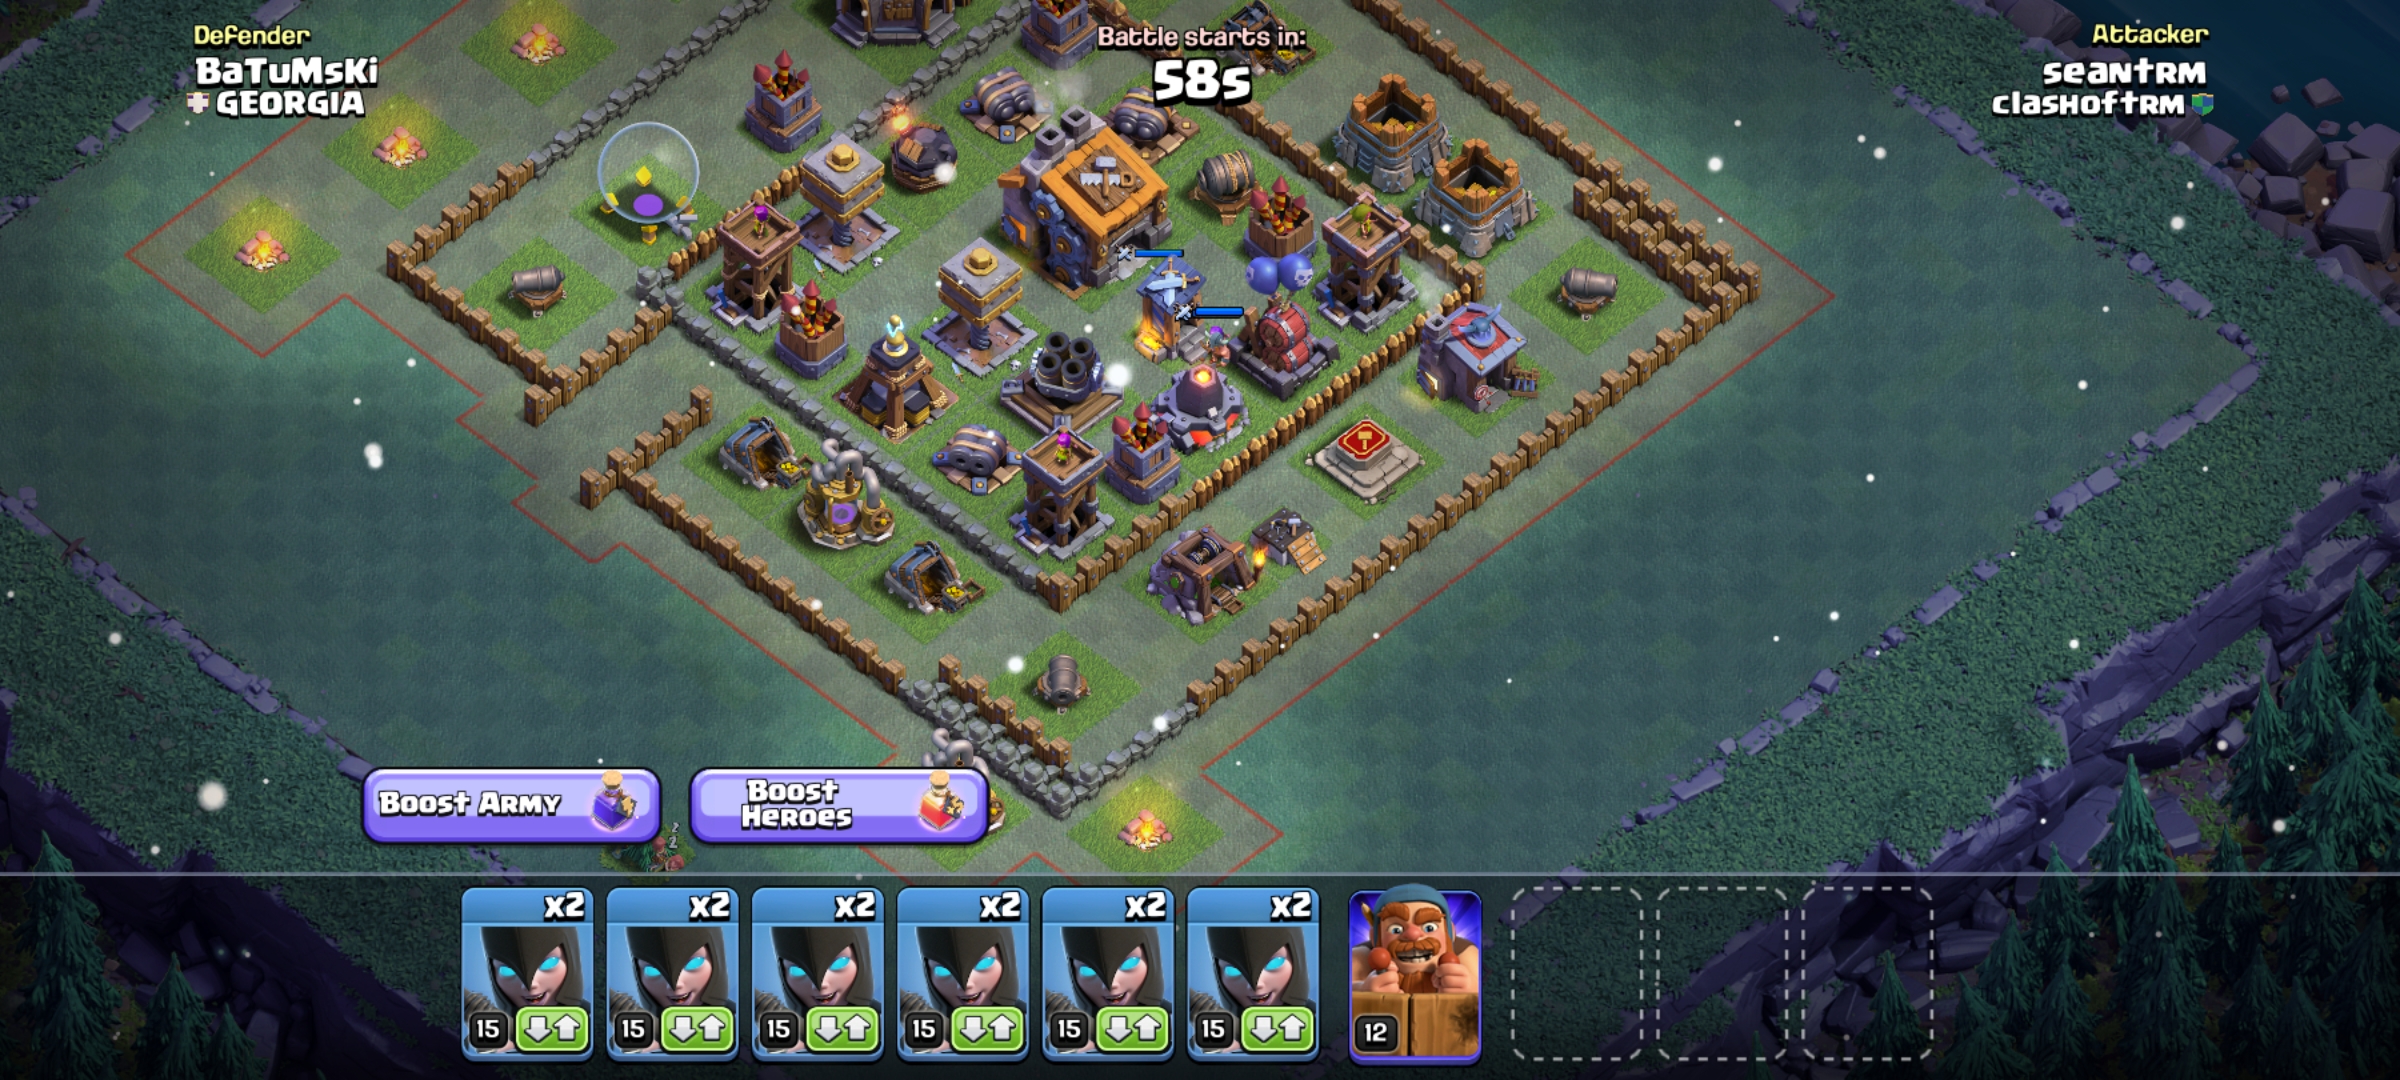 Defender
BaTuMsKi
GEORGIA
Battle starts in:
58s
Attacker
seantRM
clashoftRM
Boost Army
Boost
Heroes
x2
x2
x2
x2
x2
x2
15
15
15
15
15
15
12